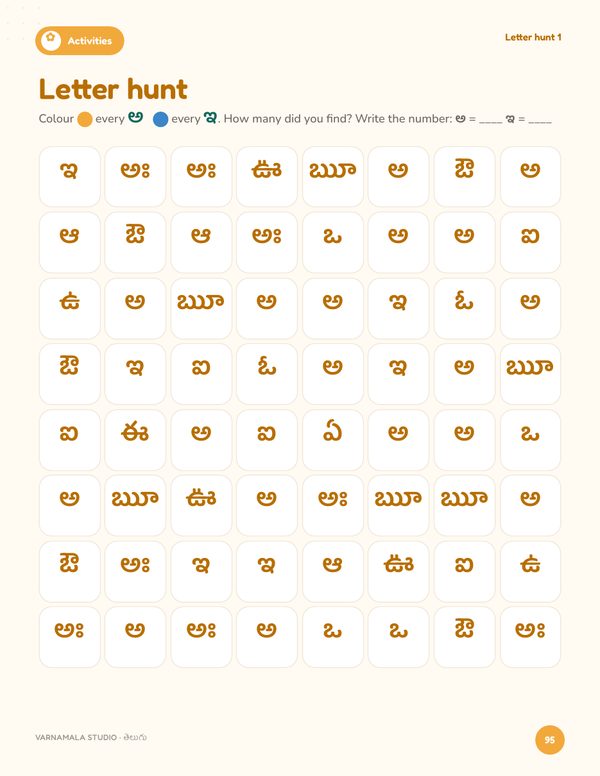 Activities
Letter hunt 1
Letter hunt
Colour every అ every ఇ. How many did you find? Write the number: అ = ____ ఇ = ____
ఇ అః అః ఊ ౠ అ ఔ అ
ఆ ఔ ఆ అః ఒ అ అ ఐ
ఉ అ ౠ అ అ ఇ ఓ అ
ఔ ఇ ఐ ఓ అ ఇ అ ౠ
ఐ ఈ అ ఐ ఏ అ అ ఒ
అ ౠ ఊ అ అః ౠ ౠ అ
ఔ అః ఇ ఇ ఆ ఊ ఐ ఉ
అః అ అః అ ఒ ఒ ఔ అః
VARNAMALA STUDIO · తెలుగు
95